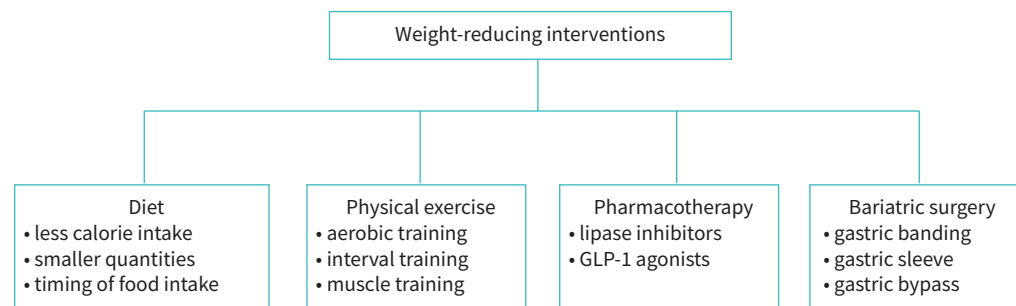 Weight-reducing interventions
Diet
• less calorie intake
• smaller quantities
• timing of food intake
Physical exercise
• aerobic training
• interval training
• muscle training
Pharmacotherapy
• lipase inhibitors
• GLP-1 agonists
Bariatric surgery
• gastric banding
• gastric sleeve
• gastric bypass